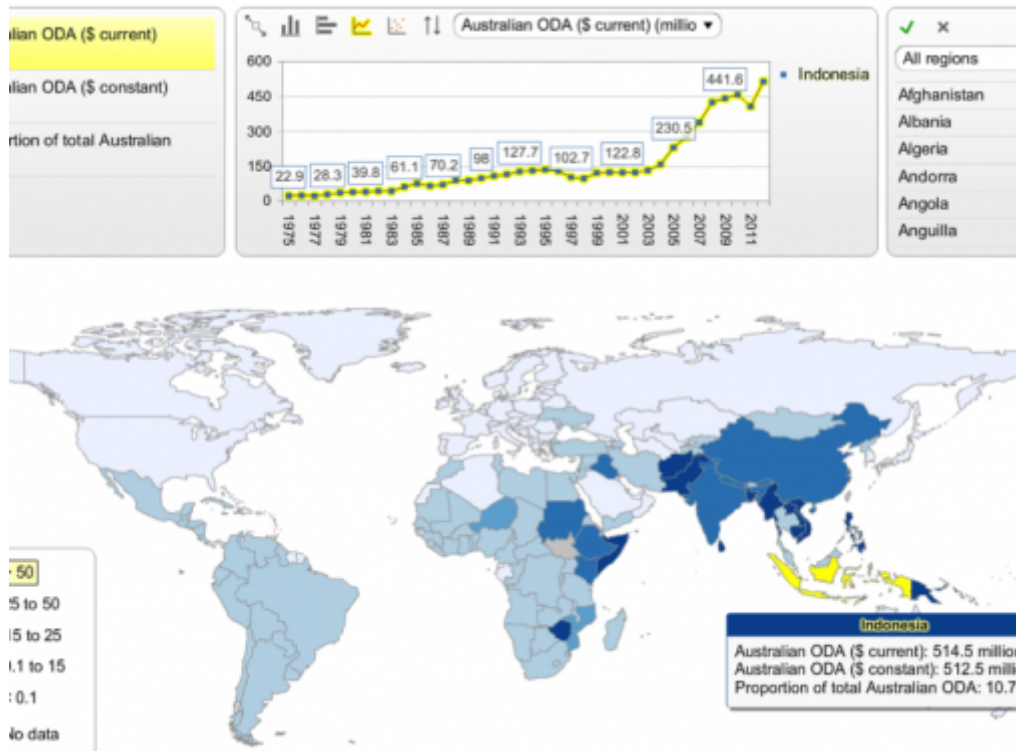 lian ODA ($ current)
lian ODA ($ constant)
rtion of total Australian
Australian ODA ($ current) (millio
600
450
300
150
0
22.9
28.3
39.8
61.1
70.2
98
127.7
102.7
122.8
230.5
441.6
Indonesia
1975
1977
1979
1981
1983
1985
1987
1989
1991
1993
1995
1997
1999
2001
2003
2005
2007
2009
2011
All regions
Afghanistan
Albania
Algeria
Andorra
Angola
Anguilla
50
25 to 50
15 to 25
.1 to 15
0.1
No data
Indonesia
Australian ODA ($ current): 514.5 million
Australian ODA ($ constant): 512.5 milli
Proportion of total Australian ODA: 10.7